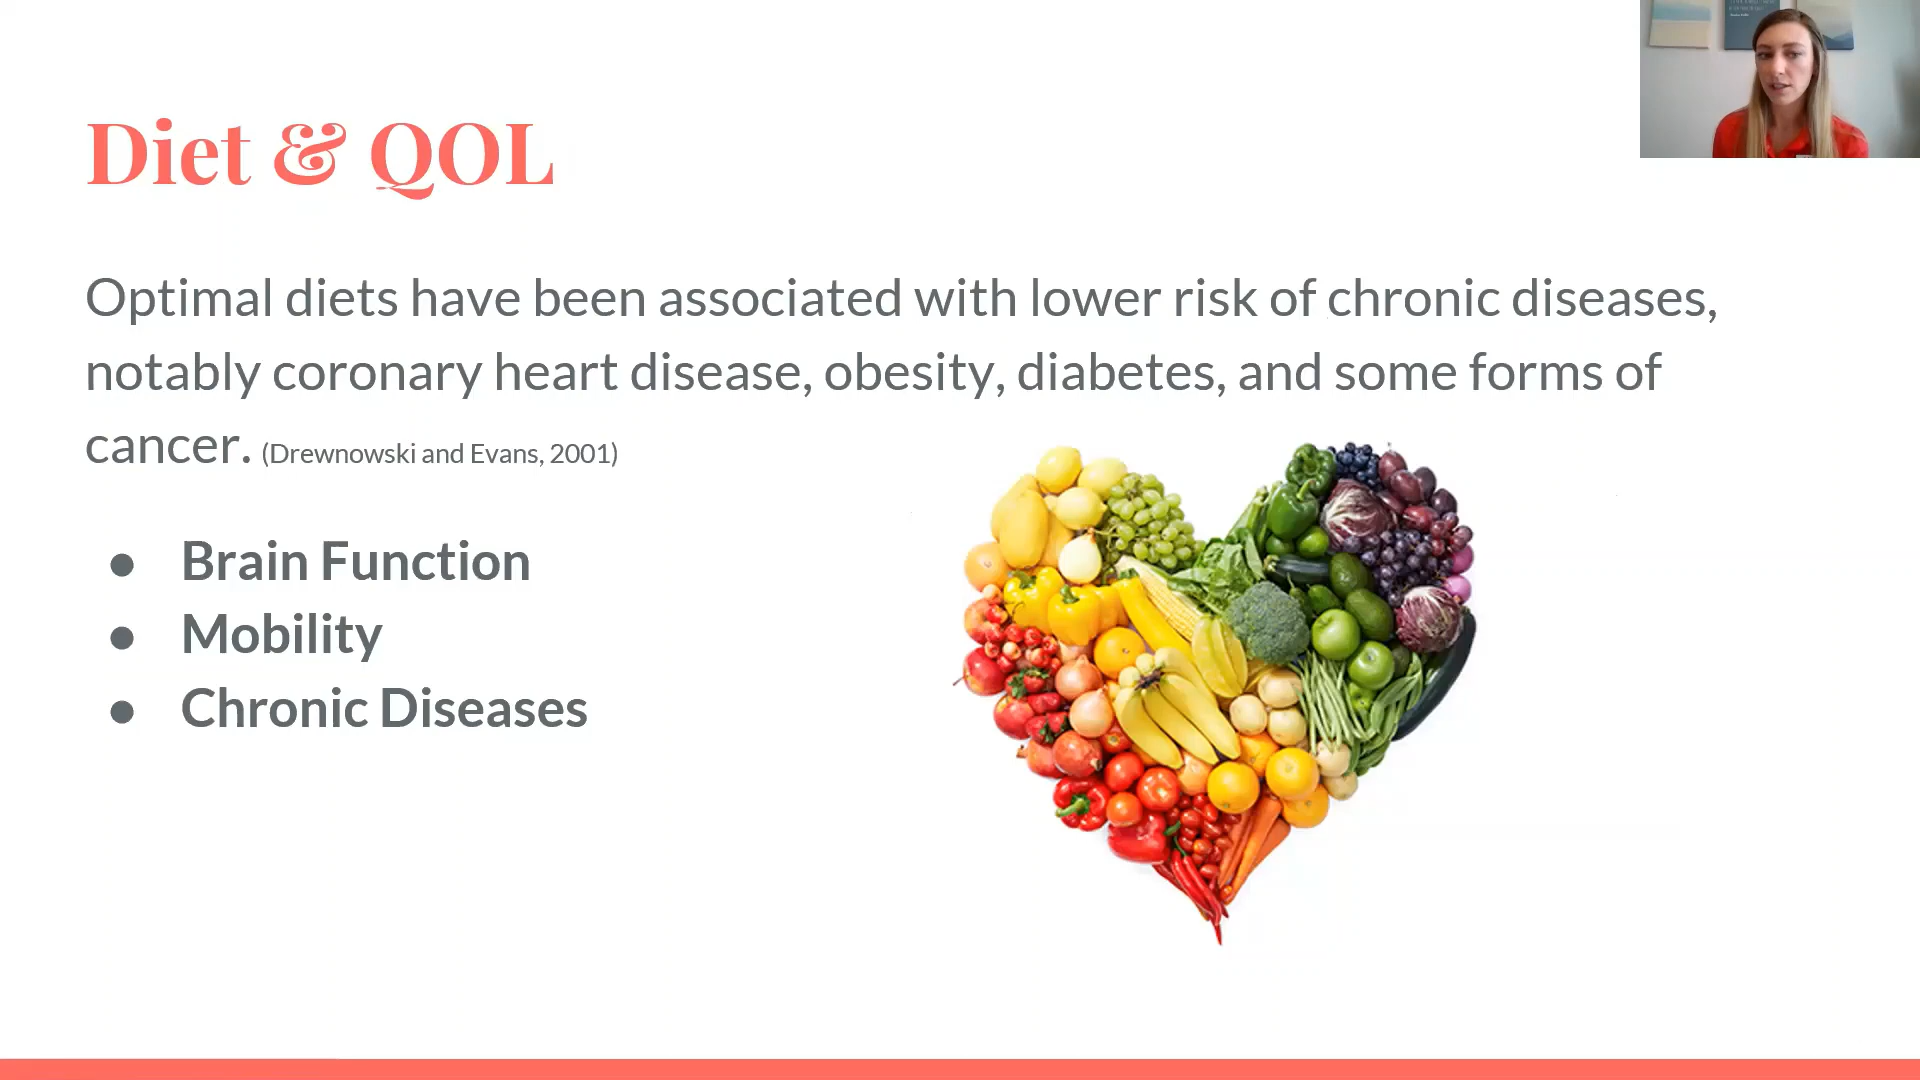 Diet & QOL
Optimal diets have been associated with lower risk of chronic diseases,
notably coronary heart disease, obesity, diabetes, and some forms of
cancer. (Drewnowski and Evans, 2001)
● Brain Function
● Mobility
● Chronic Diseases